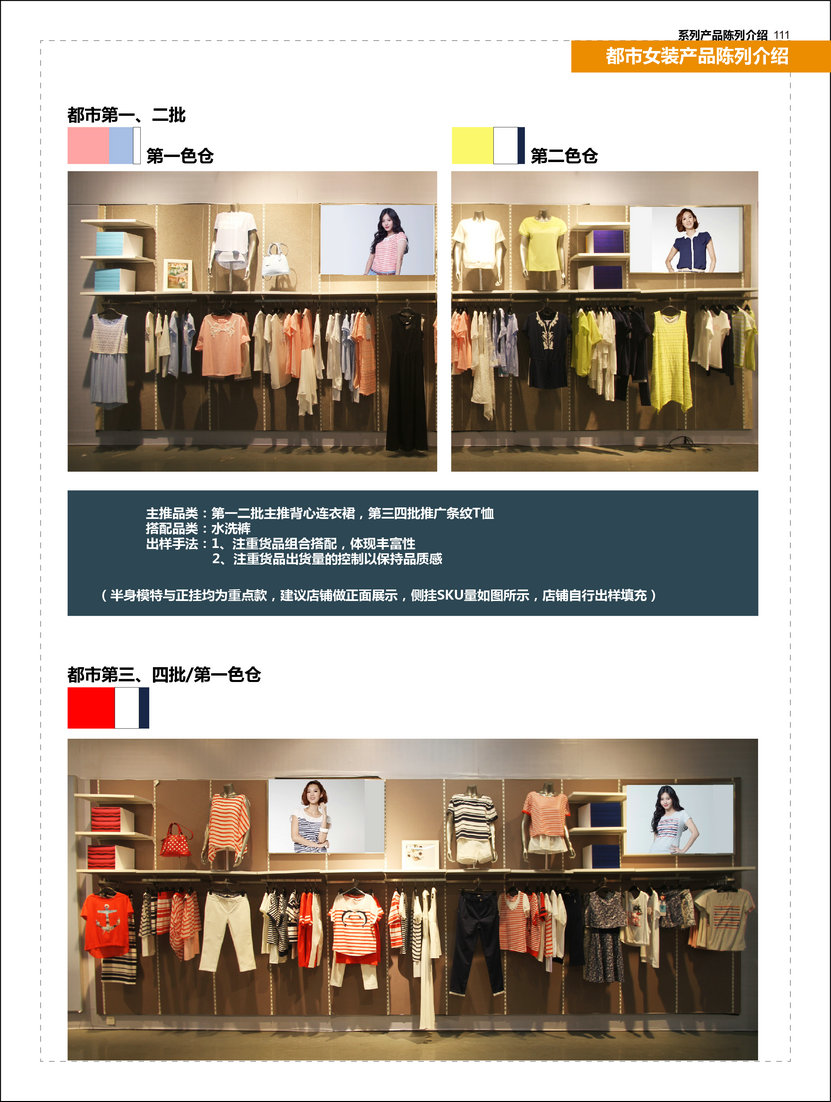 系列产品陈列介绍 111
都市女装产品陈列介绍
都市第一、二批
第一色仓
第二色仓
主推品类：第一二批主推背心连衣裙，第三四批推广条纹T恤
搭配品类：水洗裤
出样手法：1、注重货品组合搭配，体现丰富性
2、注重货品出货量的控制以保持品质感
（半身模特与正挂均为重点款，建议店铺做正面展示，侧挂SKU量如图所示，店铺自行出样填充）
都市第三、四批/第一色仓